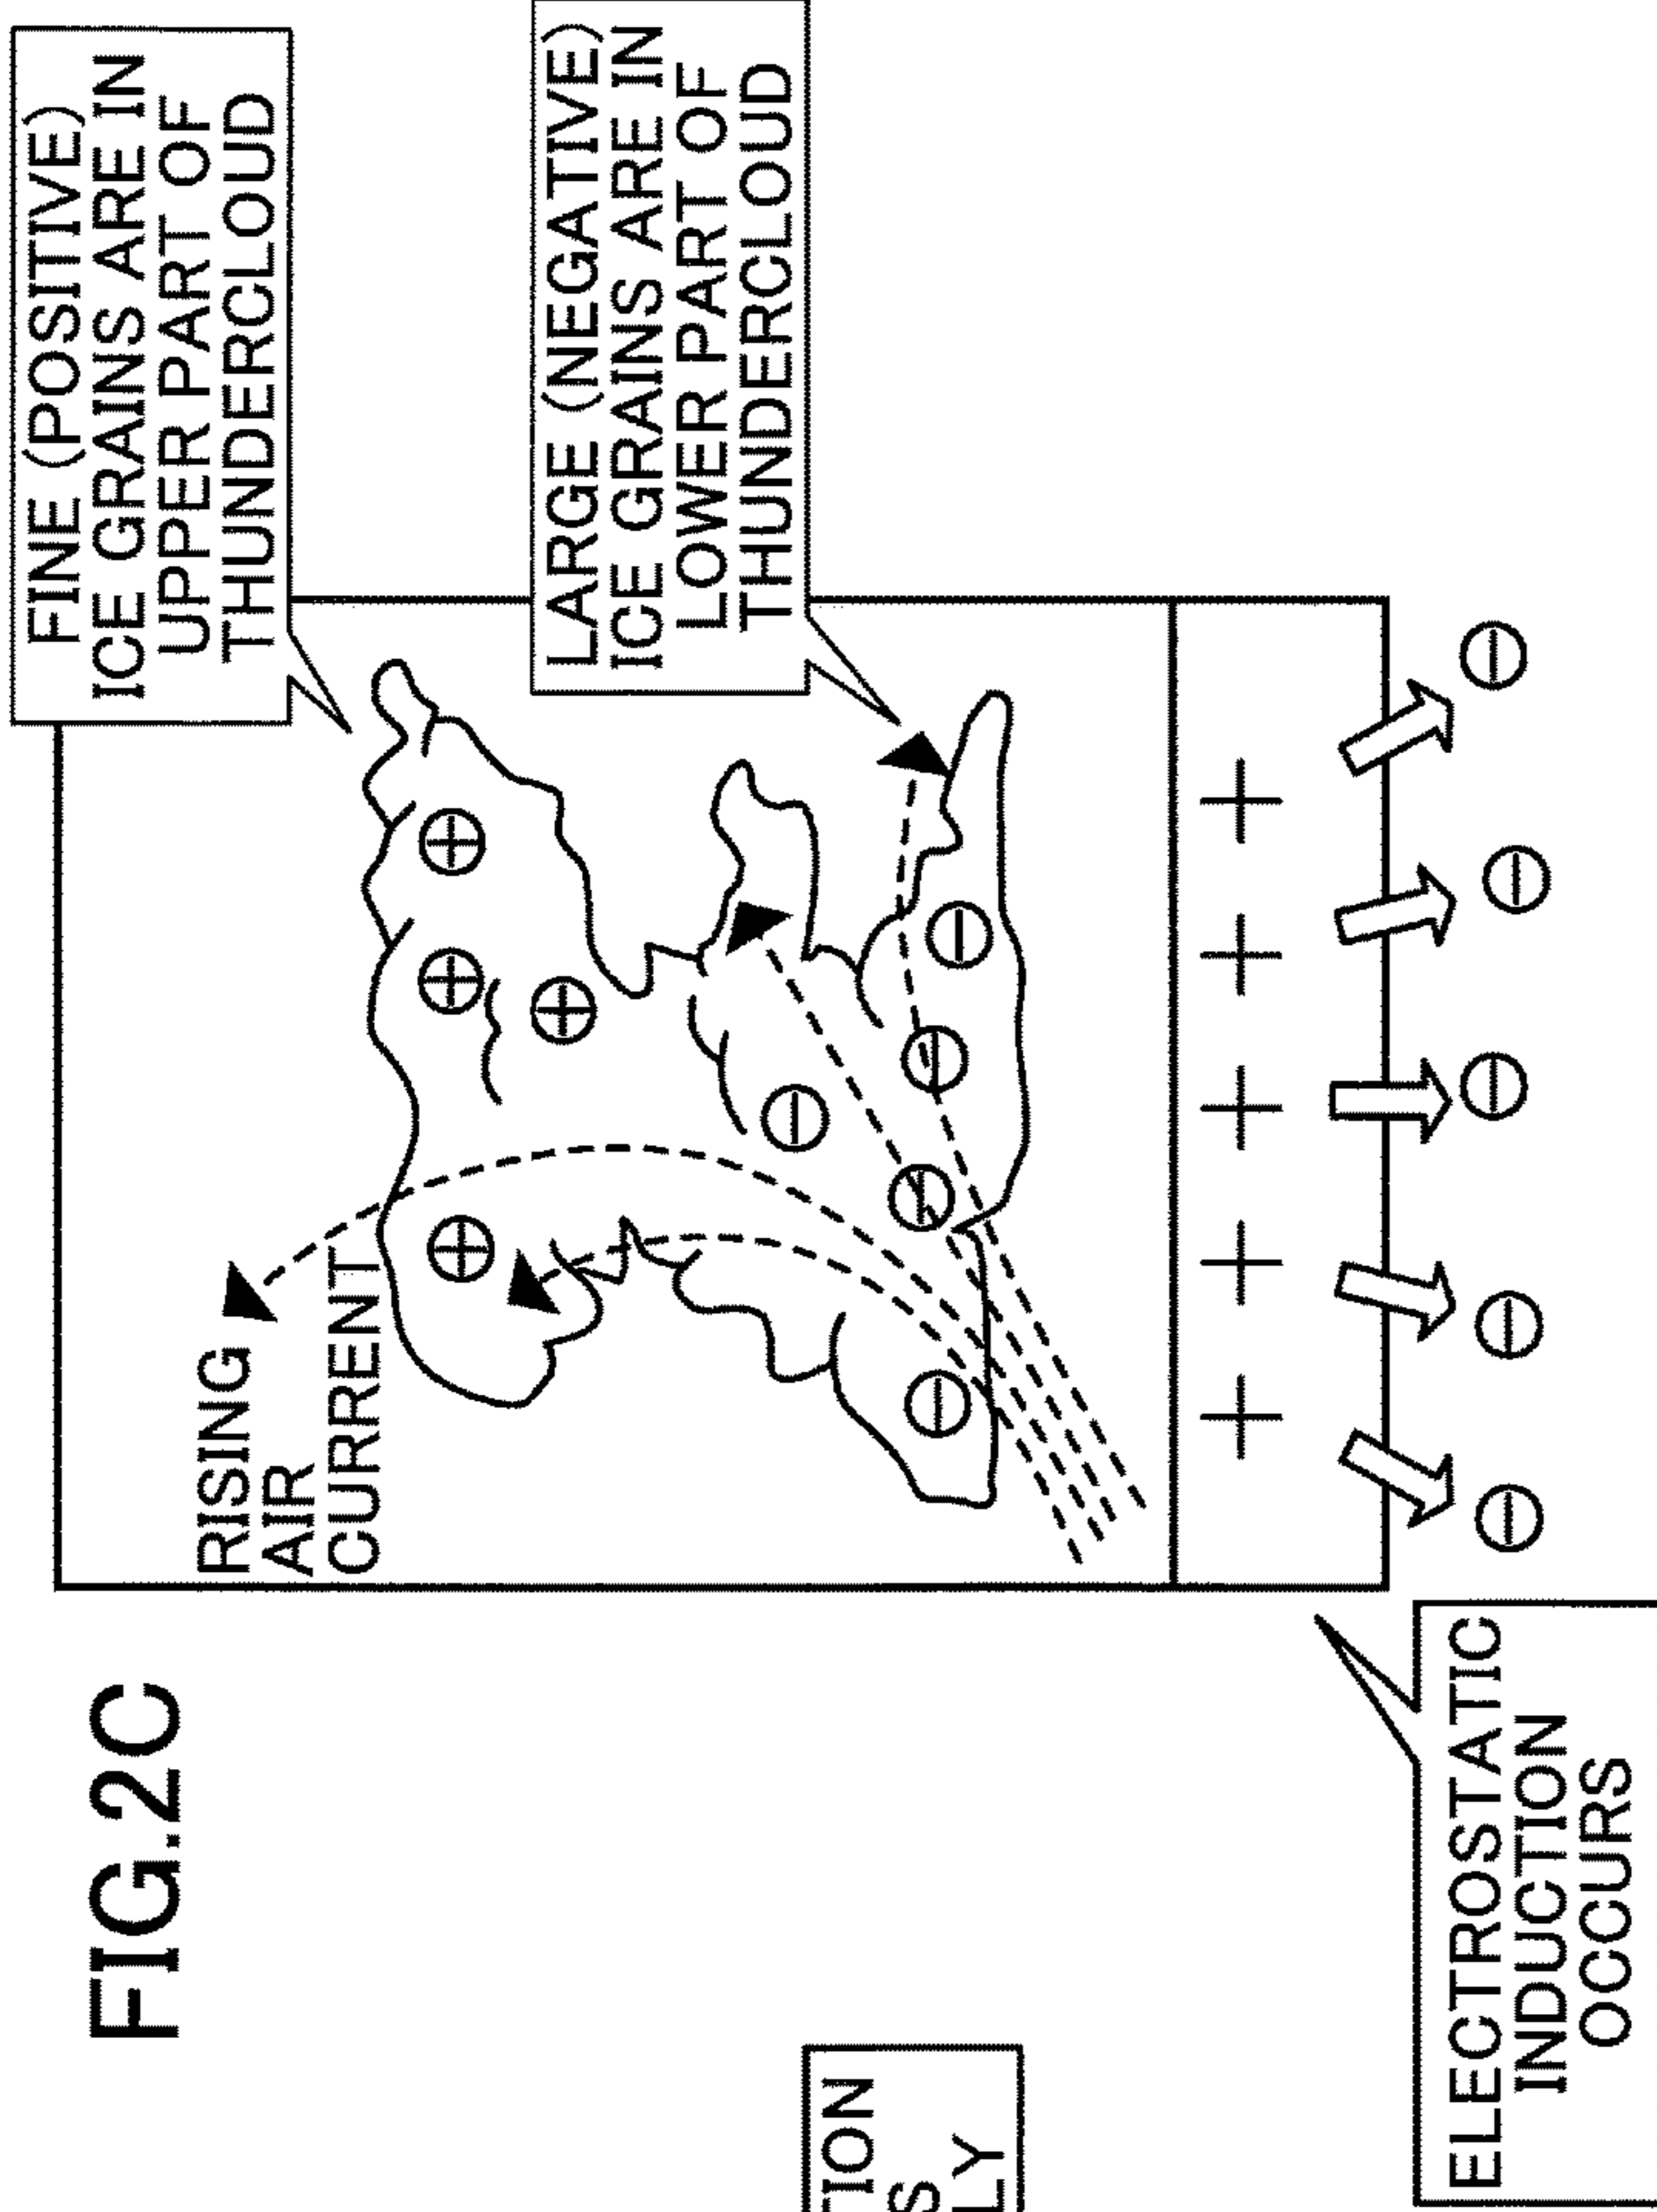 FIG.2C
FINE (POSITIVE)
ICE GRAINS ARE IN
UPPER PART OF
THUNDERCLOUD
RISING
AIR
CURRENT
LARGE (NEGATIVE)
ICE GRAINS ARE IN
LOWER PART OF
THUNDERCLOUD
ELECTROSTATIC
INDUCTION
OCCURS